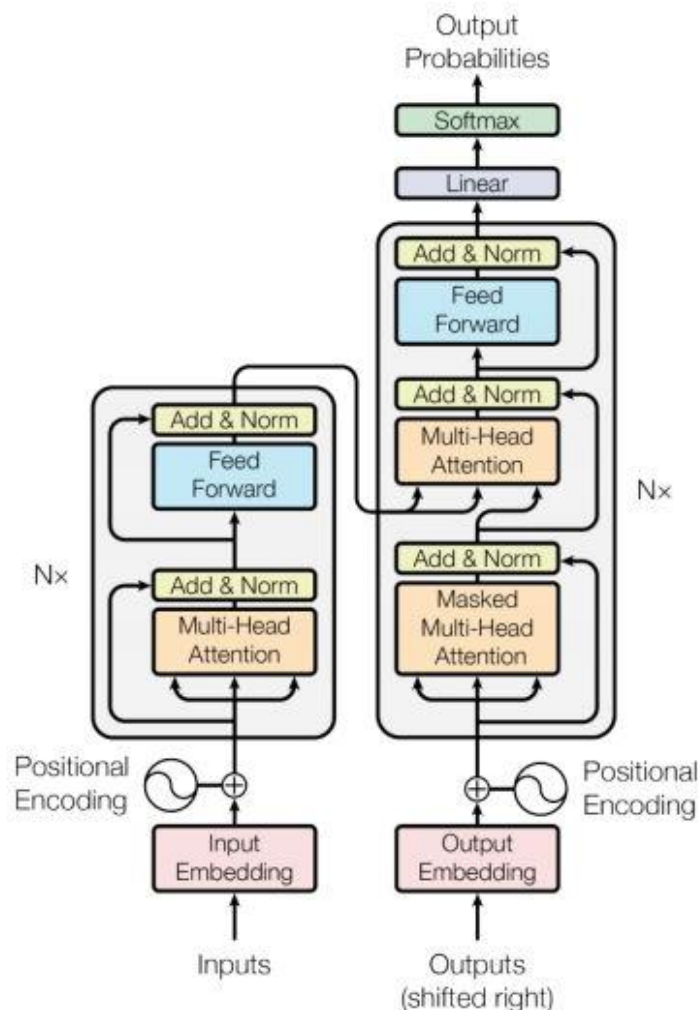 Output
Probabilities
Softmax
Linear
Add & Norm
Feed
Forward
Add & Norm
Multi-Head
Attention
Add & Norm
Masked
Multi-Head
Attention
N×
Add & Norm
Feed
Forward
Add & Norm
Multi-Head
Attention
N×
Positional
Encoding
Positional
Encoding
Input
Embedding
Output
Embedding
Inputs
Outputs
(shifted right)